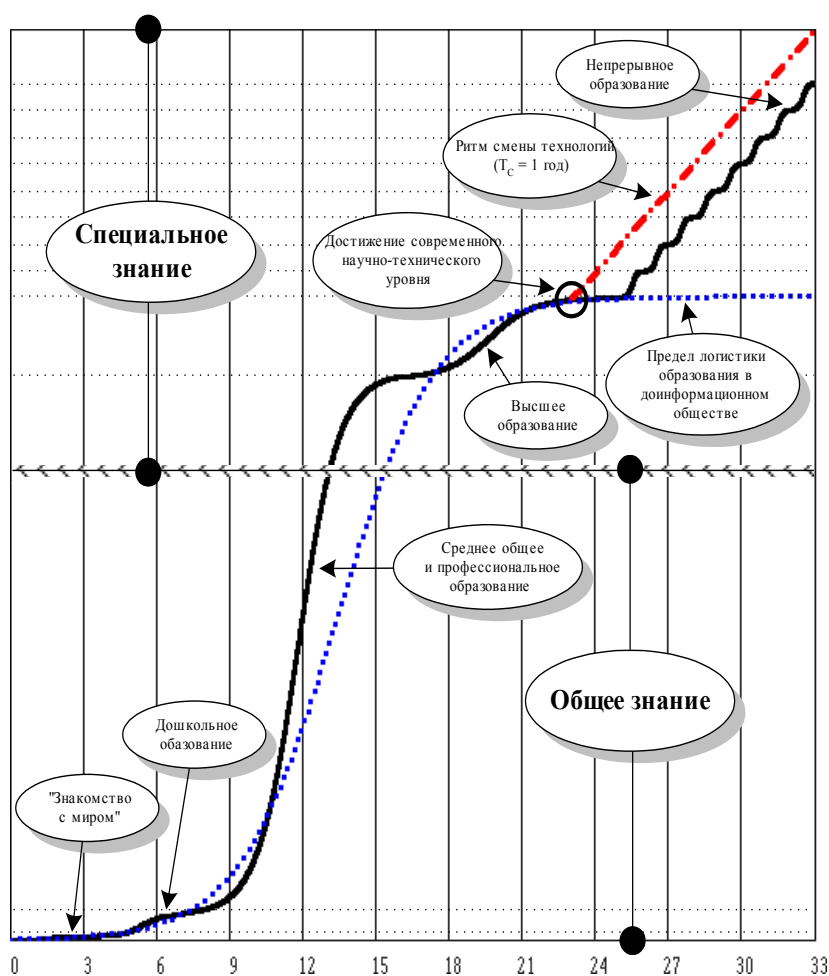 Непрерывное
образование
Ритм смены технологий
(TС = 1 год)
Специальное
знание
Достижение современного
научно-технического
уровня
Предел логистики
образования в
доинформационном
обществе
Высшее
образование
Среднее общее
и профессиональное
образование
Общее знание
Дошкольное
обазование
"Знакомство
с миром"
0 3 6 9 12 15 18 21 24 27 30 33